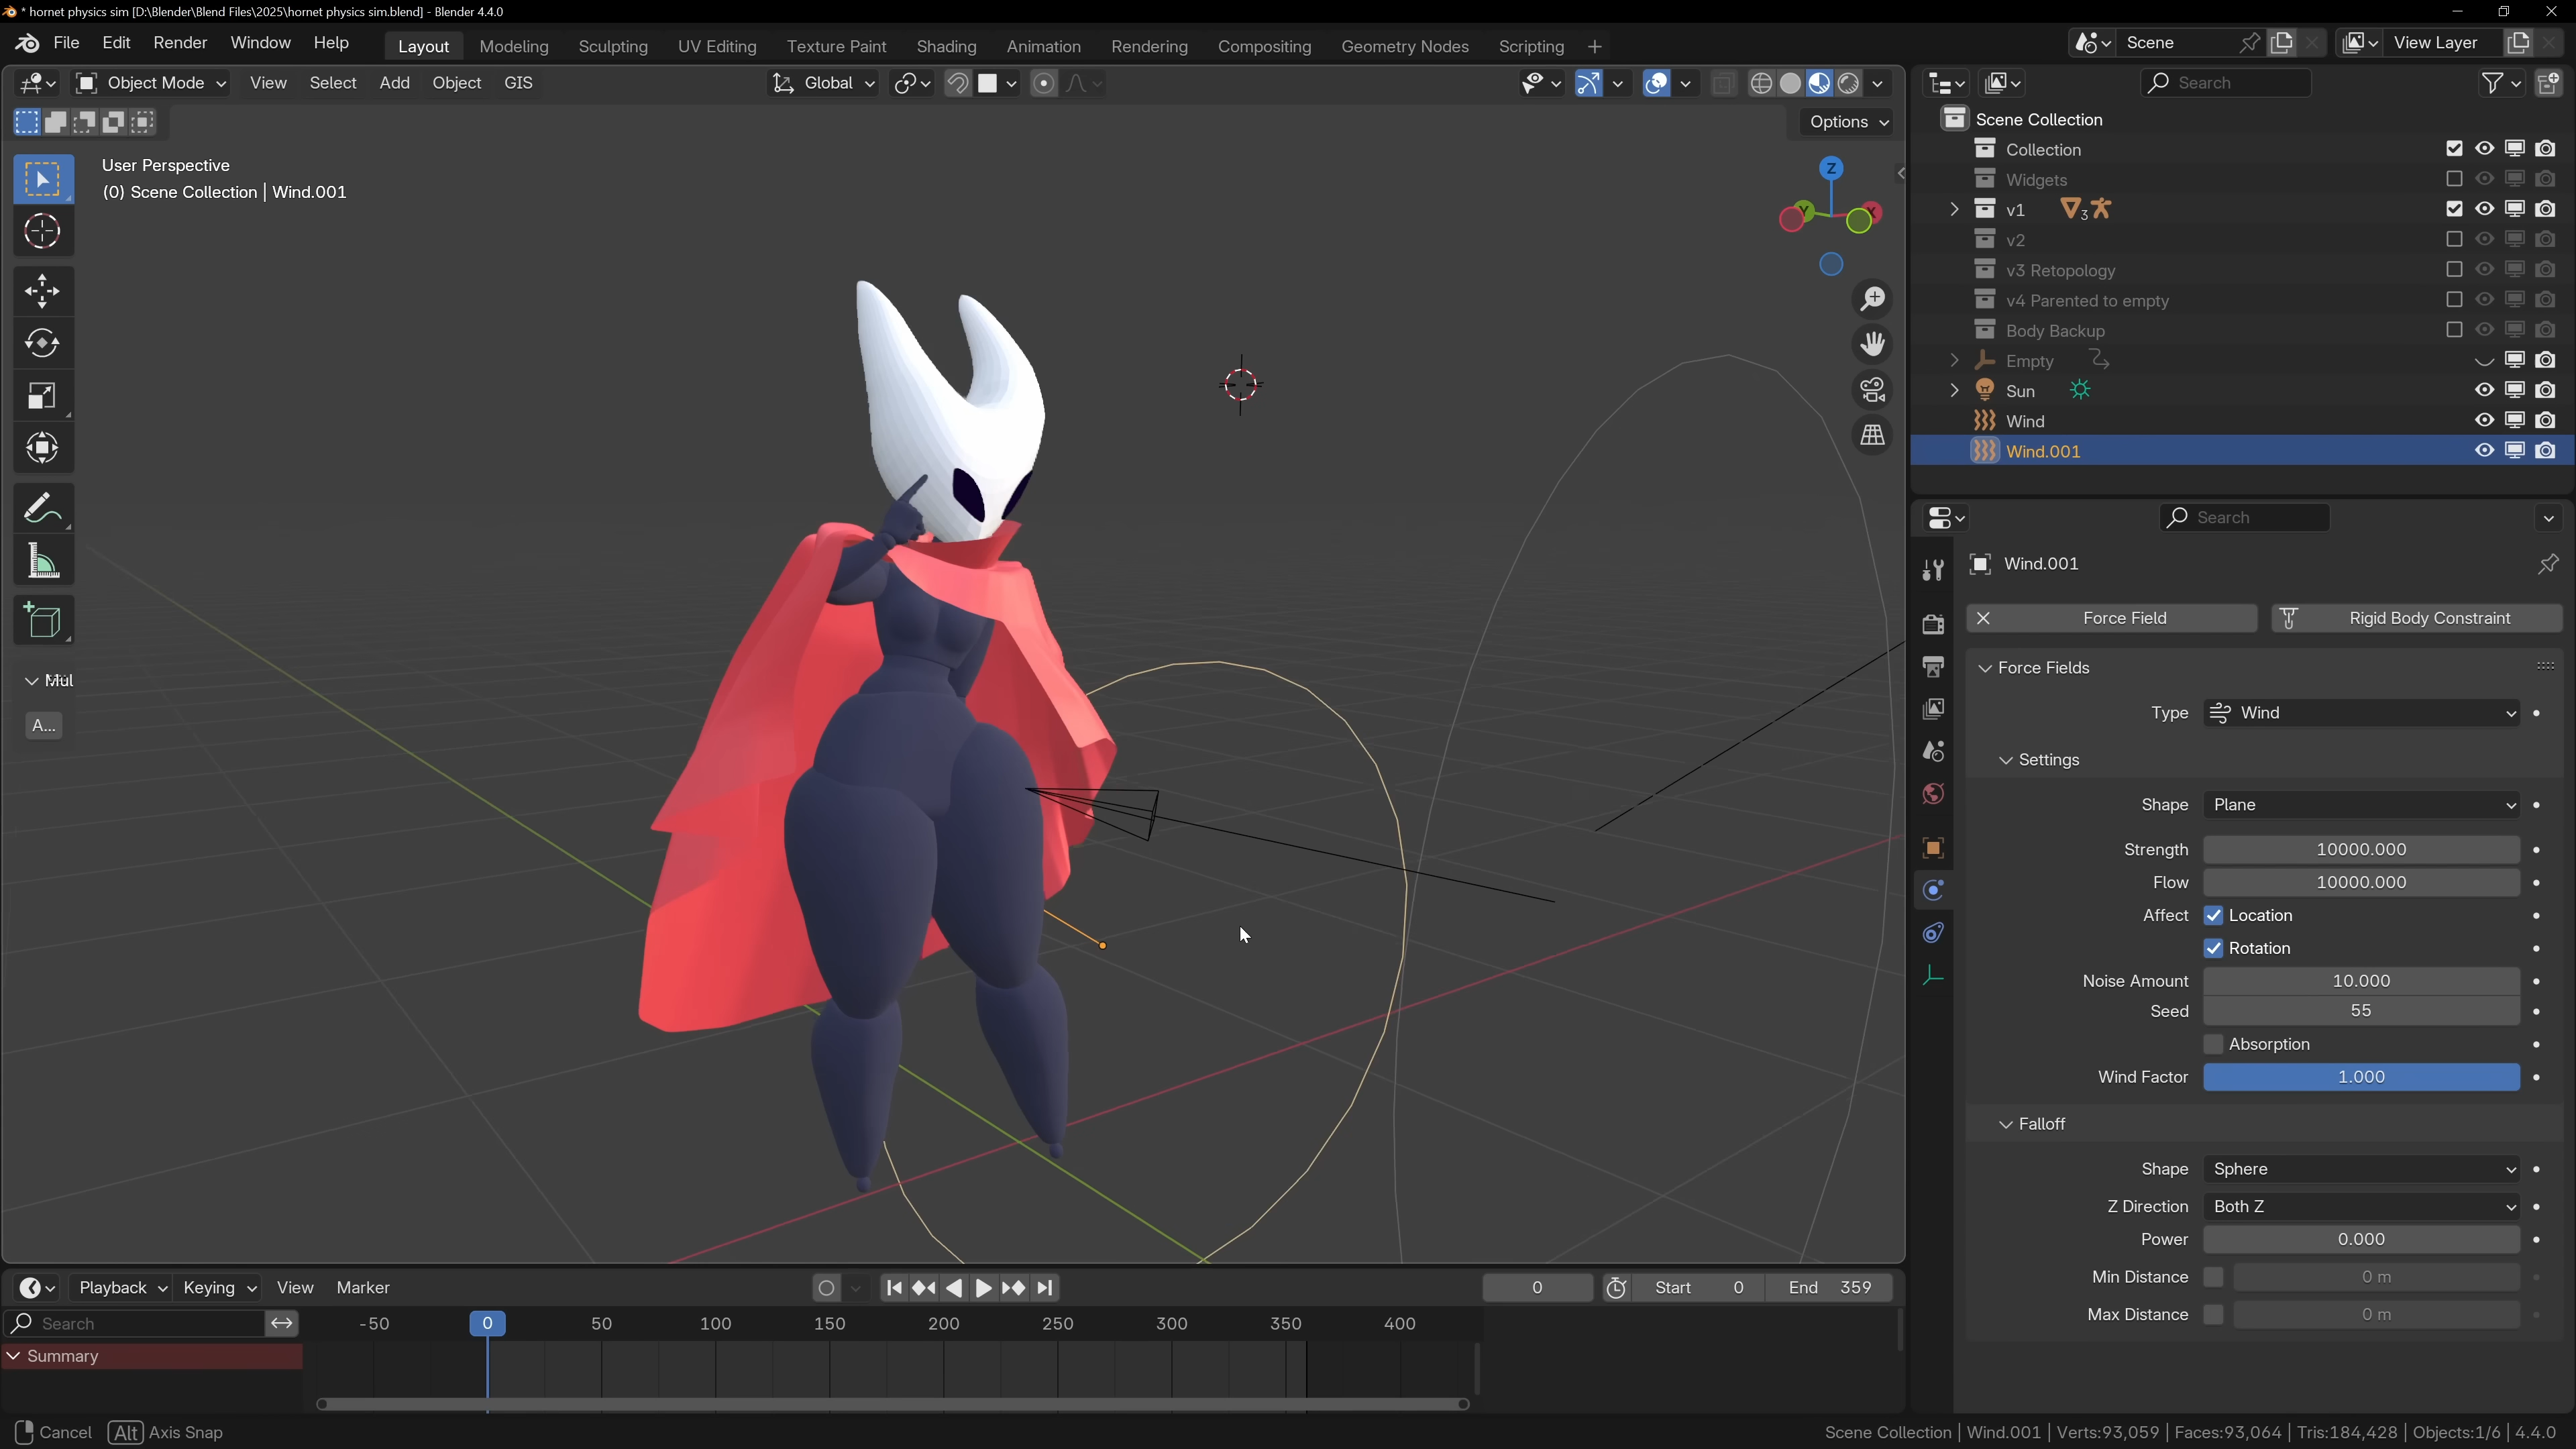 * hornet physics sim [D:\Blender\Blend Files\2025\hornet physics sim.blend] - Blender 4.4.0
File Edit Render Window Help
Layout Modeling Sculpting UV Editing Texture Paint Shading Animation Rendering Compositing Geometry Nodes Scripting +
Scene
View Layer
Object Mode View Select Add Object GIS
Global
Options
User Perspective
(0) Scene Collection | Wind.001
Z
Y
X
Mul
A...
Search
Scene Collection
Collection
Widgets
v1
3
v2
v3 Retopology
v4 Parented to empty
Body Backup
Empty
Sun
Wind
Wind.001
Search
Wind.001
Force Field
Rigid Body Constraint
Force Fields
Type Wind
Settings
Shape Plane
Strength 10000.000
Flow 10000.000
Affect Location
Rotation
Noise Amount 10.000
Seed 55
Absorption
Wind Factor 1.000
Falloff
Shape Sphere
Z Direction Both Z
Power 0.000
Min Distance 0 m
Max Distance 0 m
Playback Keying View Marker
0
Start 0
End 359
Search
-50 0 50 100 150 200 250 300 350 400
Summary
Cancel Alt Axis Snap
Scene Collection | Wind.001 | Verts:93,059 | Faces:93,064 | Tris:184,428 | Objects:1/6 | 4.4.0